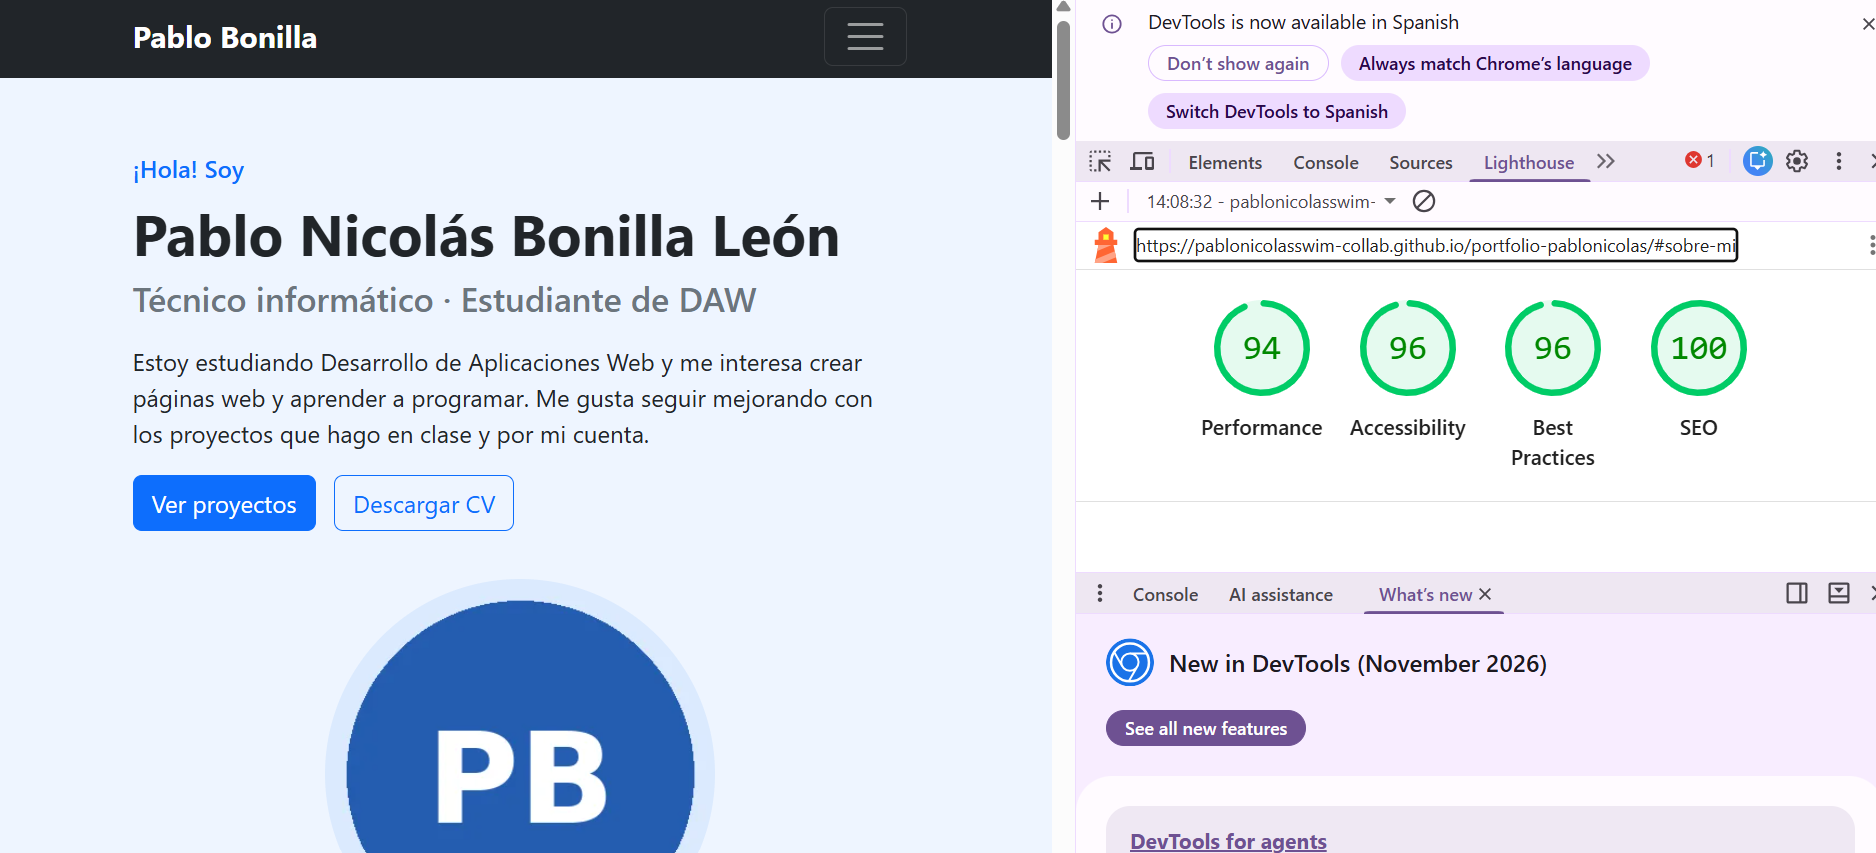 Pablo Bonilla
¡Hola! Soy
Pablo Nicolás Bonilla León
Técnico informático · Estudiante de DAW
Estoy estudiando Desarrollo de Aplicaciones Web y me interesa crear
páginas web y aprender a programar. Me gusta seguir mejorando con
los proyectos que hago en clase y por mi cuenta.
Ver proyectos
Descargar CV
PB
DevTools is now available in Spanish
Don't show again
Always match Chrome's language
Switch DevTools to Spanish
Elements
Console
Sources
Lighthouse
1
14:08:32 - pablonicolasswim-
https://pablonicolasswim-collab.github.io/portfolio-pablonicolas/#sobre-mi
94
Performance
96
Accessibility
96
Best
Practices
100
SEO
Console
AI assistance
What's new
New in DevTools (November 2026)
See all new features
DevTools for agents